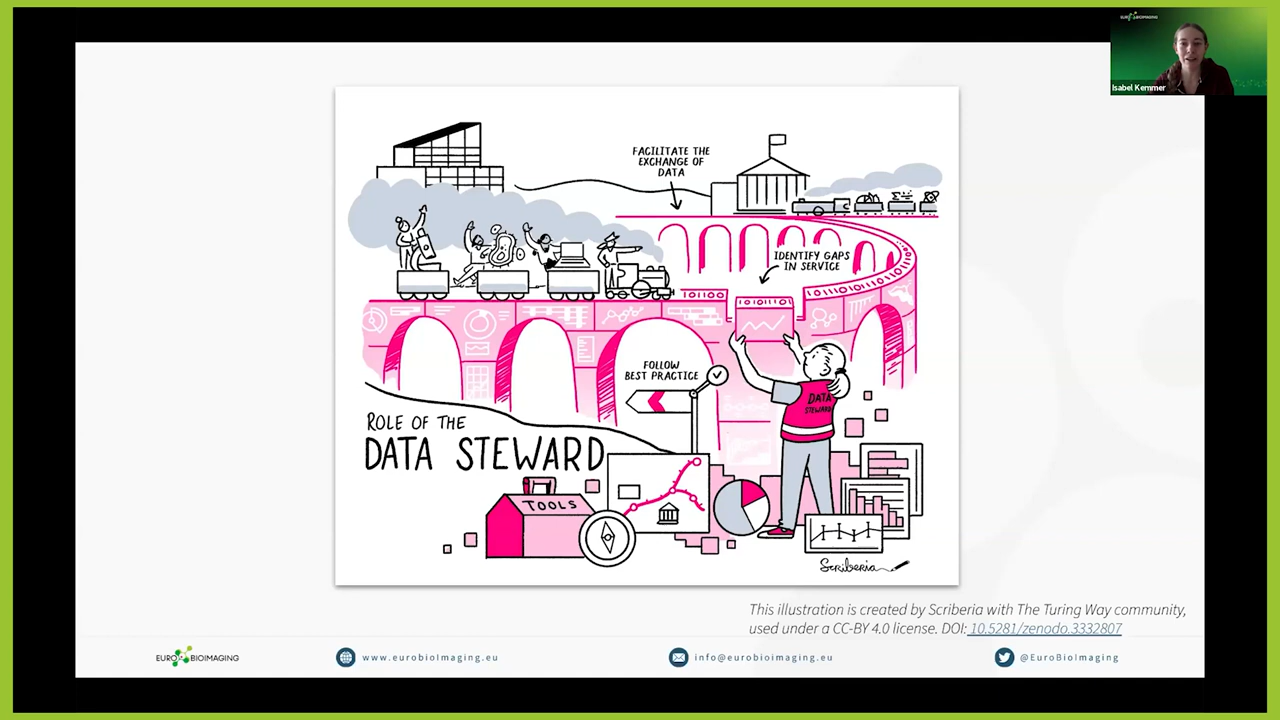 EURO BIOIMAGING
Isabel Kemmer
FACILITATE THE
EXCHANGE OF
DATA
IDENTIFY GAPS
IN SERVICE
FOLLOW
BEST PRACTICE
DATA
STEWARD
ROLE OF THE
DATA STEWARD
TOOLS
Scriberia
This illustration is created by Scriberia with The Turing Way community,
used under a CC-BY 4.0 license. DOI: 10.5281/zenodo.3332807
EURO BIOIMAGING
www.eurobioImaging.eu
info@eurobioimaging.eu
@EuroBioImaging